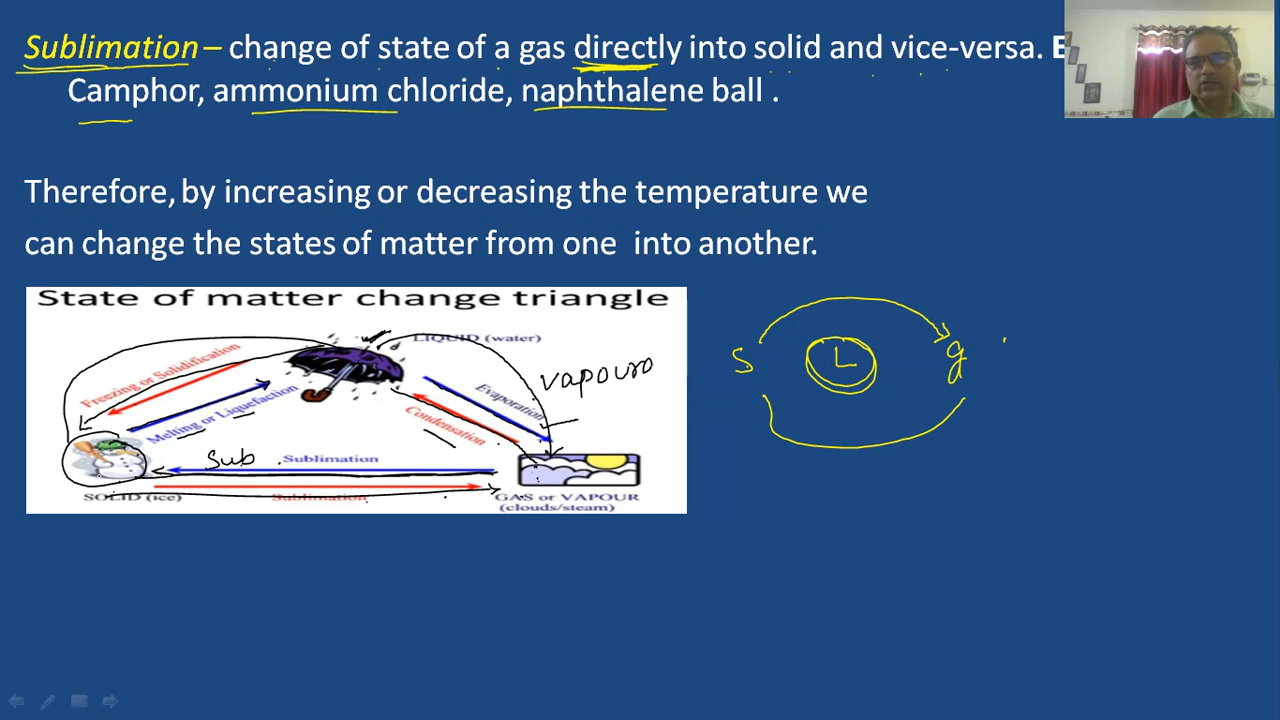 Sublimation – change of state of a gas directly into solid and vice-versa. E
Camphor, ammonium chloride, naphthalene ball .
Therefore, by increasing or decreasing the temperature we
can change the states of matter from one into another.
State of matter change triangle
LIQUID (water)
Freezing or Solidification
Melting or Liquefaction
Evaporation
Condensation
vapour
Sub
Sublimation
Sublimation
SOLID (ice)
GAS or VAPOUR
(clouds/steam)
S L g